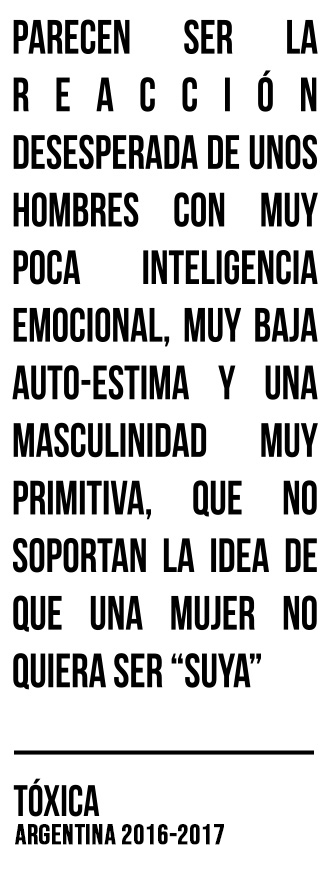 PARECEN SER LA
REACCIÓN
DESESPERADA DE UNOS
HOMBRES CON MUY
POCA INTELIGENCIA
EMOCIONAL, MUY BAJA
AUTO-ESTIMA Y UNA
MASCULINIDAD MUY
PRIMITIVA, QUE NO
SOPORTAN LA IDEA DE
QUE UNA MUJER NO
QUIERA SER “SUYA”
TÓXICA
ARGENTINA 2016-2017